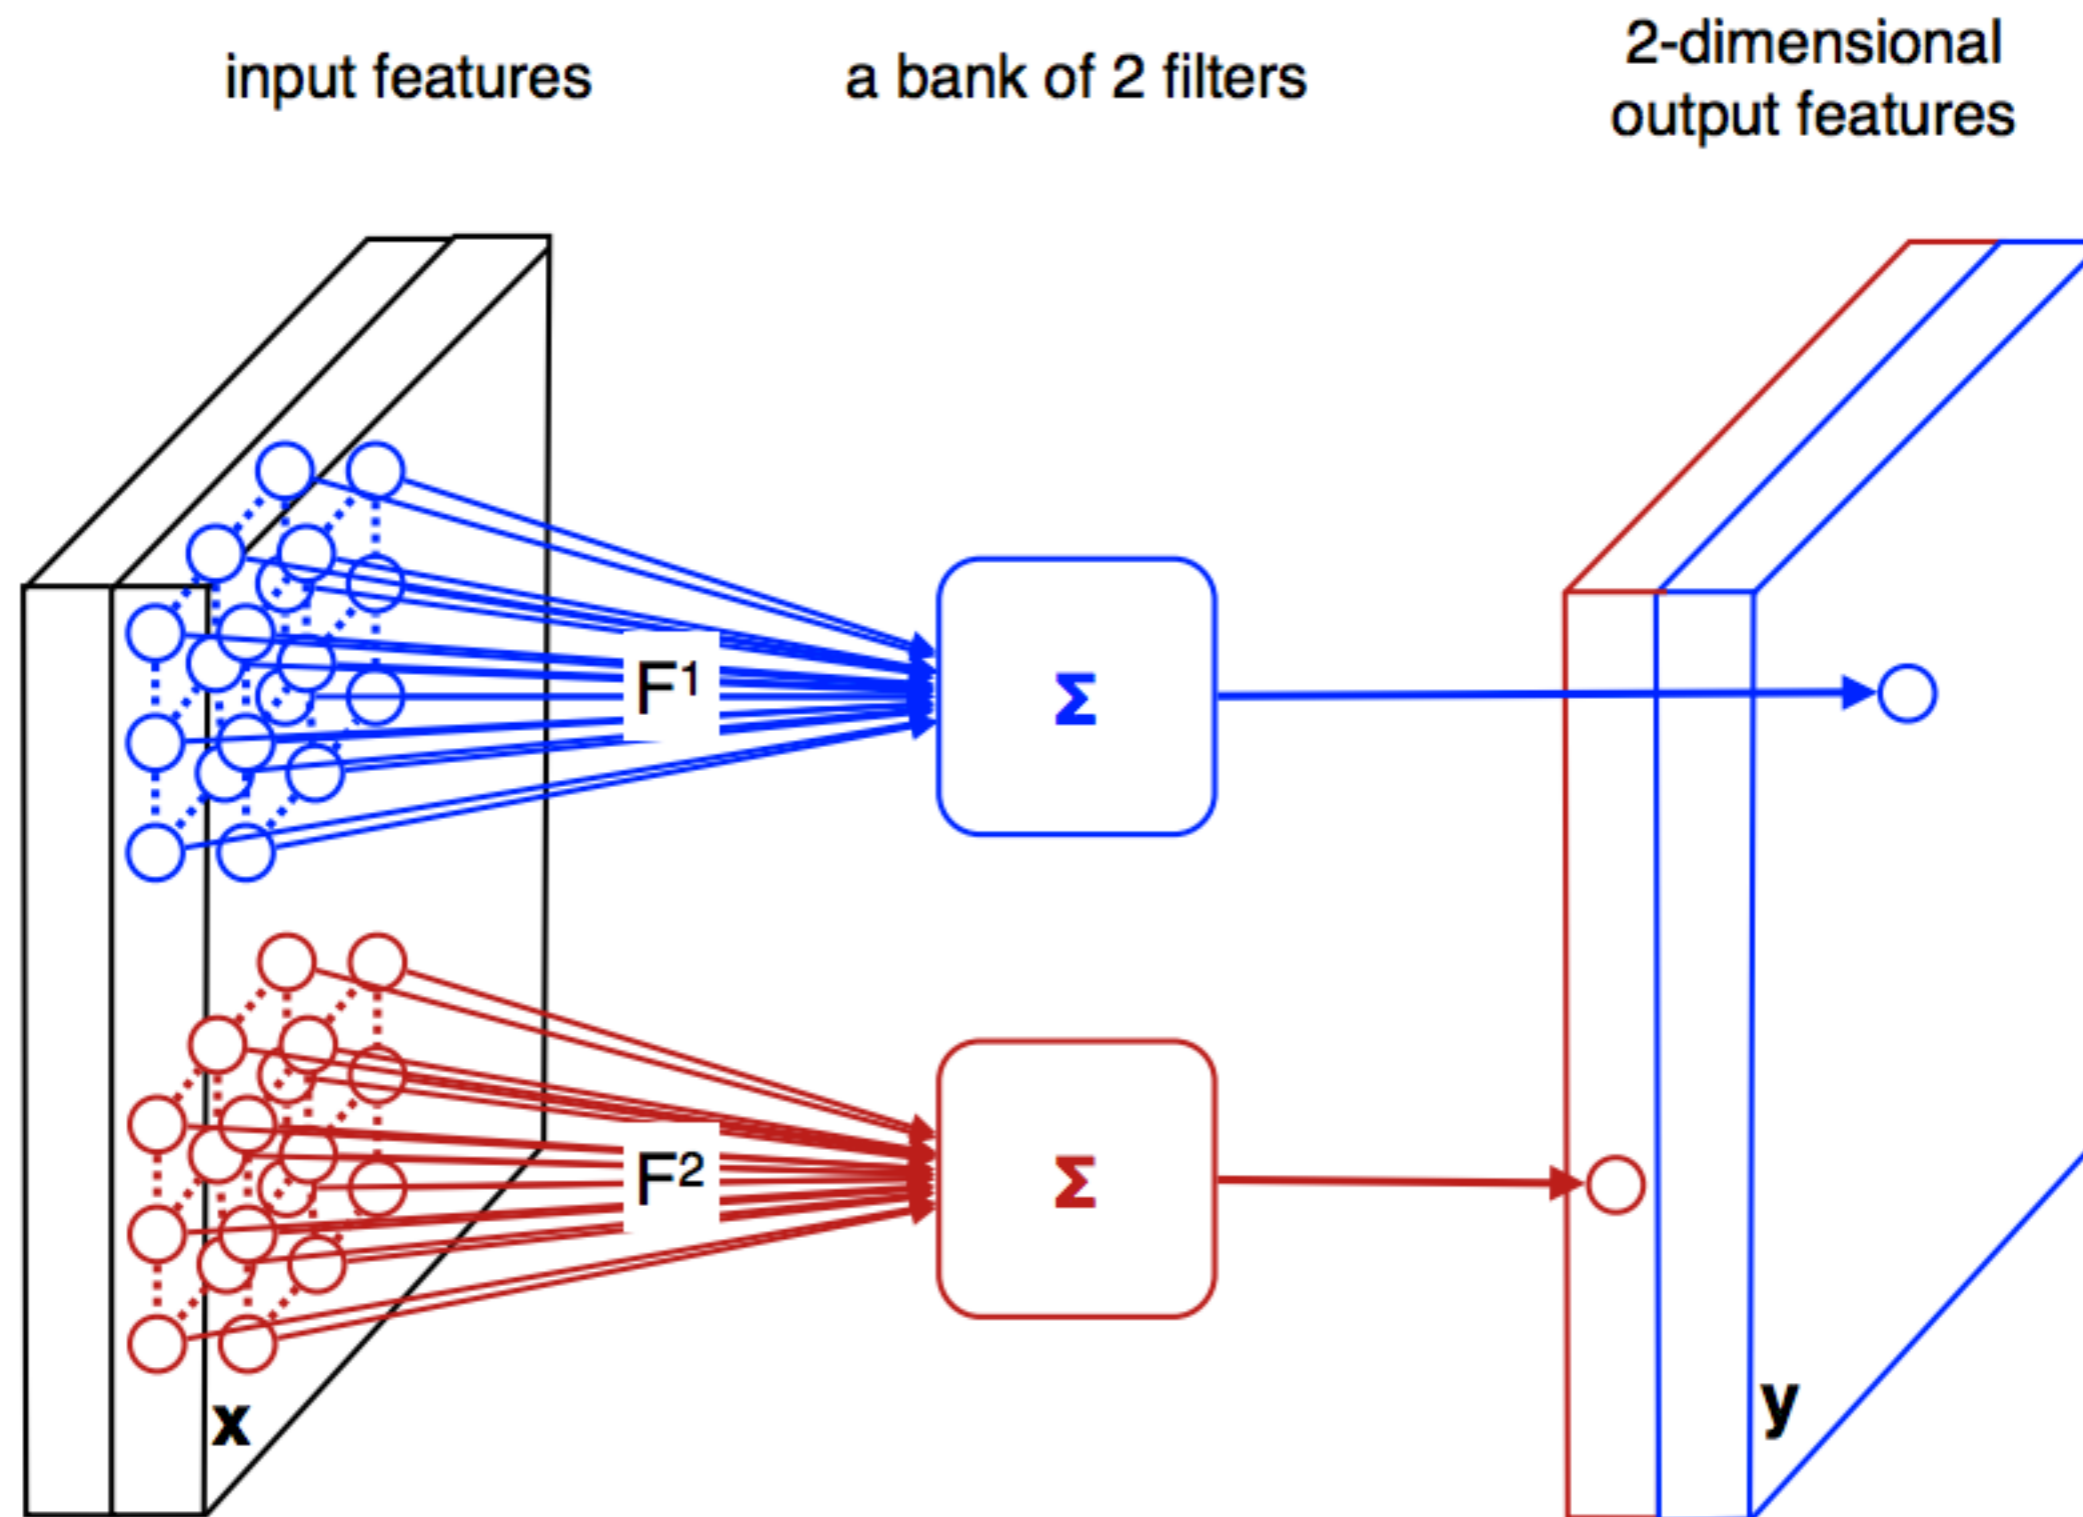 input features
a bank of 2 filters
2-dimensional
output features
F1
Σ
F2
Σ
x
y